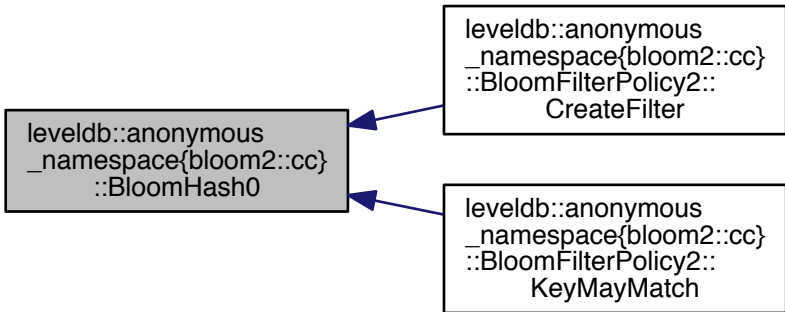 leveldb::anonymous
_namespace{bloom2::cc}
::BloomHash0
leveldb::anonymous
_namespace{bloom2::cc}
::BloomFilterPolicy2::
CreateFilter
leveldb::anonymous
_namespace{bloom2::cc}
::BloomFilterPolicy2::
KeyMayMatch